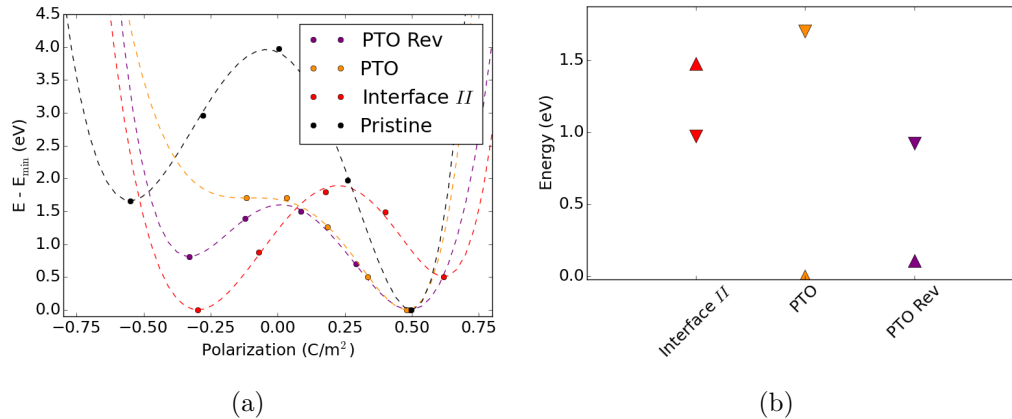 4.5
4.0
3.5
3.0
2.5
2.0
1.5
1.0
0.5
0.0
E - E_min (eV)
PTO Rev
PTO
Interface II
Pristine
−0.75 −0.50 −0.25 0.00 0.25 0.50 0.75
Polarization (C/m²)
(a)
1.5
1.0
0.5
0.0
Energy (eV)
Interface II
PTO
PTO Rev
(b)